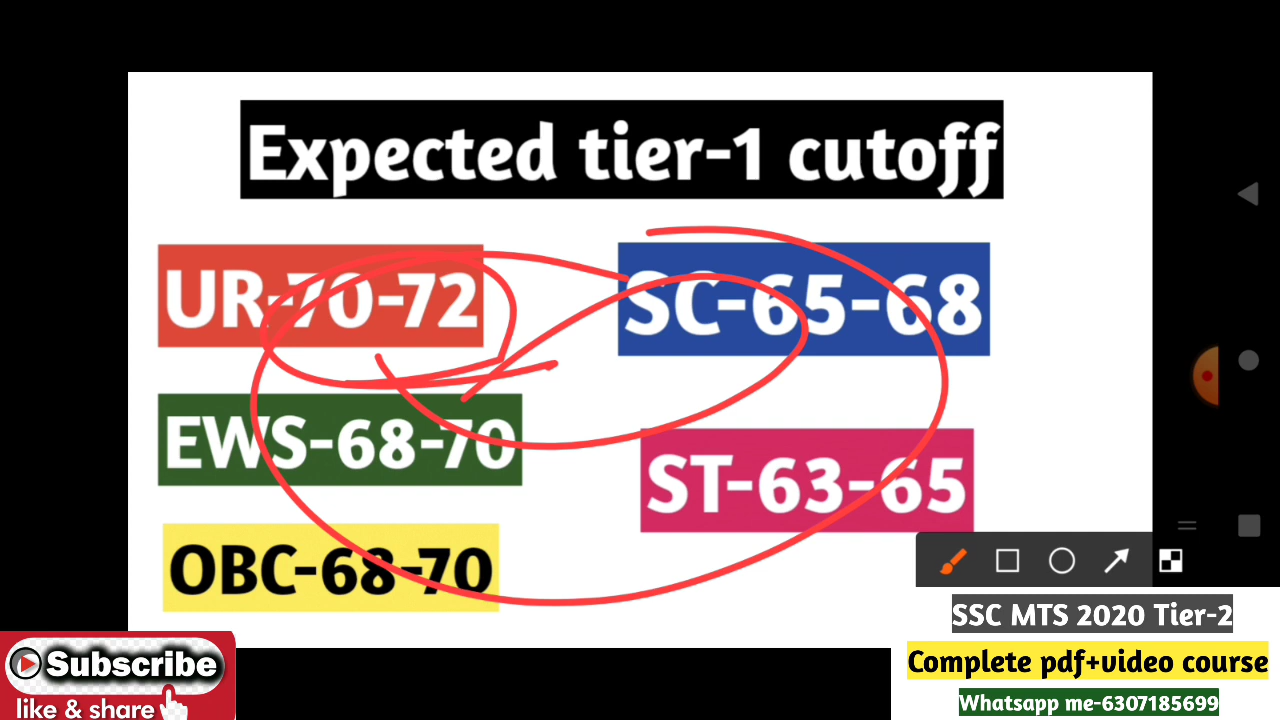 Expected tier-1 cutoff
UR-70-72
SC-65-68
EWS-68-70
ST-63-65
OBC-68-70
SSC MTS 2020 Tier-2
Complete pdf+video course
Whatsapp me-6307185699
Subscribe
like & share